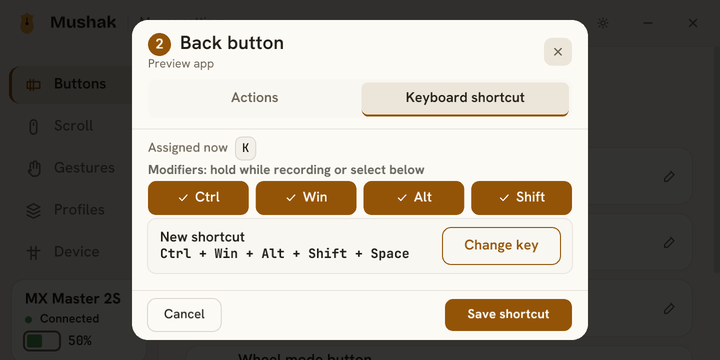 Mushak
2 Back button
Preview app
Actions
Keyboard shortcut
Assigned now K
Modifiers: hold while recording or select below
Ctrl
Win
Alt
Shift
New shortcut
Ctrl + Win + Alt + Shift + Space
Change key
Cancel
Save shortcut
Buttons
Scroll
Gestures
Profiles
Device
MX Master 2S
Connected
50%